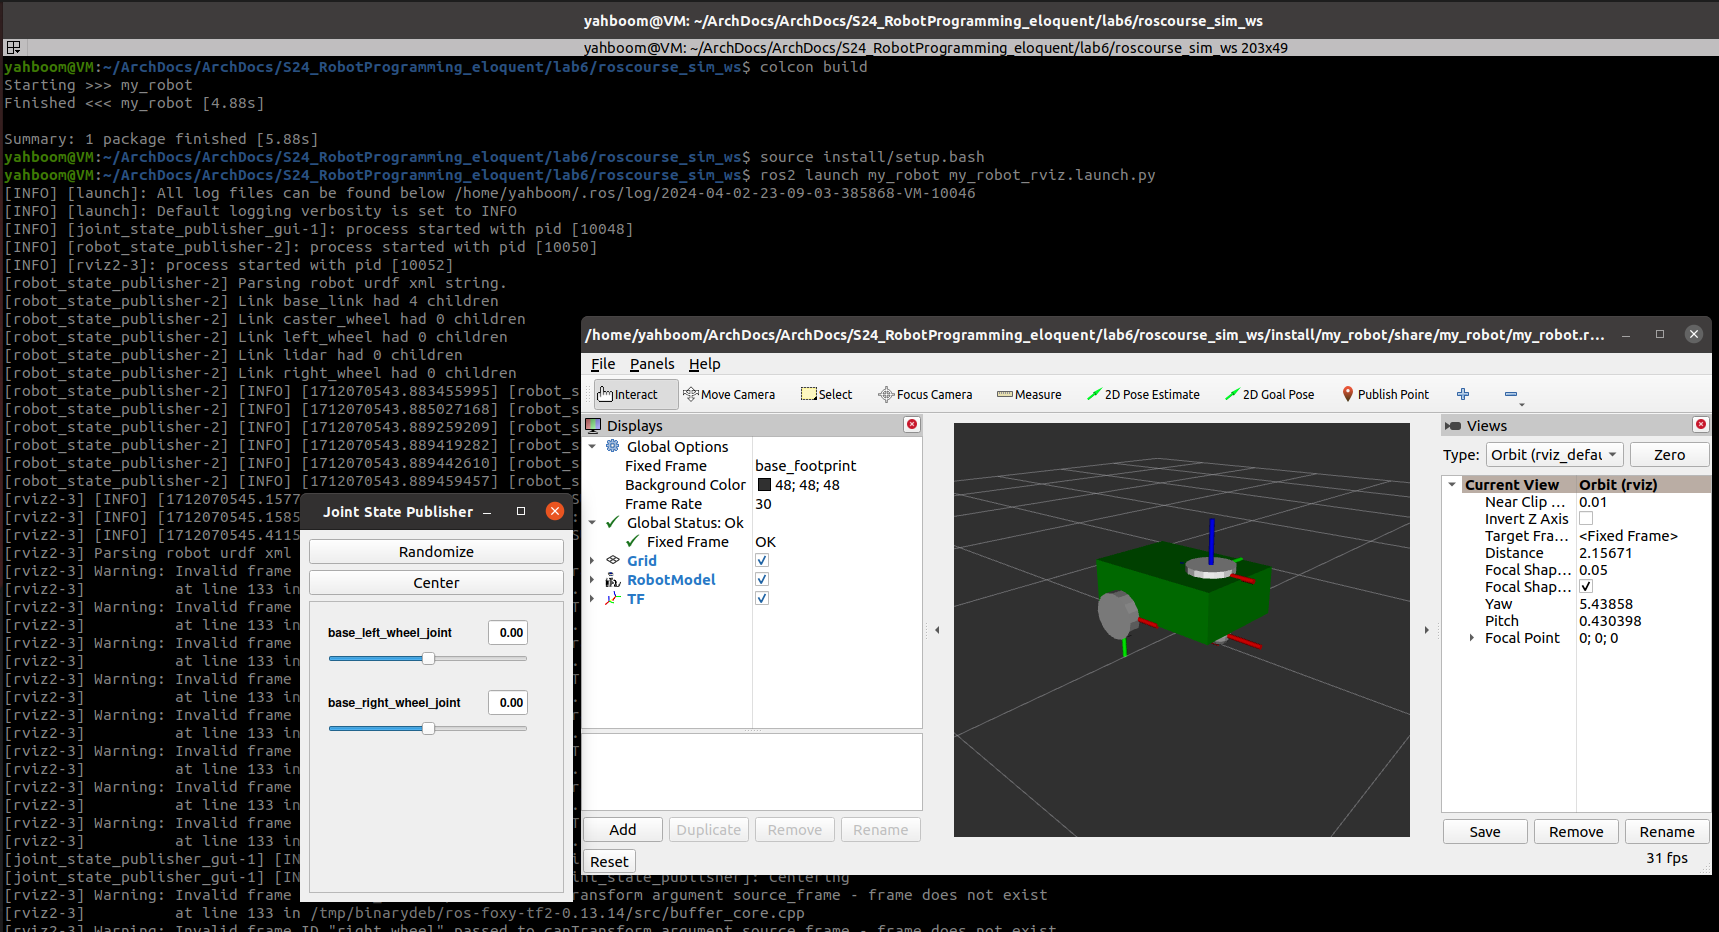 yahboom@VM: ~/ArchDocs/ArchDocs/S24_RobotProgramming_eloquent/lab6/roscourse_sim_ws
yahboom@VM: ~/ArchDocs/ArchDocs/S24_RobotProgramming_eloquent/lab6/roscourse_sim_ws 203x49
yahboom@VM:~/ArchDocs/ArchDocs/S24_RobotProgramming_eloquent/lab6/roscourse_sim_ws$ colcon build
Starting >>> my_robot
Finished <<< my_robot [4.88s]
Summary: 1 package finished [5.88s]
yahboom@VM:~/ArchDocs/ArchDocs/S24_RobotProgramming_eloquent/lab6/roscourse_sim_ws$ source install/setup.bash
yahboom@VM:~/ArchDocs/ArchDocs/S24_RobotProgramming_eloquent/lab6/roscourse_sim_ws$ ros2 launch my_robot my_robot_rviz.launch.py
[INFO] [launch]: All log files can be found below /home/yahboom/.ros/log/2024-04-02-23-09-03-385868-VM-10046
[INFO] [launch]: Default logging verbosity is set to INFO
[INFO] [joint_state_publisher_gui-1]: process started with pid [10048]
[INFO] [robot_state_publisher-2]: process started with pid [10050]
[INFO] [rviz2-3]: process started with pid [10052]
[robot_state_publisher-2] Parsing robot urdf xml string.
[robot_state_publisher-2] Link base_link had 4 children
[robot_state_publisher-2] Link caster_wheel had 0 children
[robot_state_publisher-2] Link left_wheel had 0 children
[robot_state_publisher-2] Link lidar had 0 children
[robot_state_publisher-2] Link right_wheel had 0 children
[robot_state_publisher-2] [INFO] [1712070543.883455995] [robot_s
[robot_state_publisher-2] [INFO] [1712070543.885027168] [robot_s
[robot_state_publisher-2] [INFO] [1712070543.889259209] [robot_s
[robot_state_publisher-2] [INFO] [1712070543.889419282] [robot_s
[robot_state_publisher-2] [INFO] [1712070543.889442610] [robot_s
[robot_state_publisher-2] [INFO] [1712070543.889459457] [robot_s
[rviz2-3] [INFO] [1712070545.1577
[rviz2-3] [INFO] [1712070545.1585
[rviz2-3] [INFO] [1712070545.4115
[rviz2-3] Parsing robot urdf xml
[rviz2-3] Warning: Invalid frame
[rviz2-3] at line 133 in
[rviz2-3] Warning: Invalid frame
[rviz2-3] at line 133 in
[rviz2-3] Warning: Invalid frame
[rviz2-3] at line 133 in
[rviz2-3] Warning: Invalid frame
[rviz2-3] at line 133 in
[rviz2-3] Warning: Invalid frame
[rviz2-3] at line 133 in
[rviz2-3] Warning: Invalid frame
[rviz2-3] at line 133 in
[rviz2-3] Warning: Invalid frame
[rviz2-3] at line 133 in
[rviz2-3] Warning: Invalid frame
[rviz2-3] at line 133 in
[joint_state_publisher_gui-1] [IN int_state_publisher]: Centering
[joint_state_publisher_gui-1] [IN
[rviz2-3] Warning: Invalid frame ransform argument source_frame - frame does not exist
[rviz2-3] at line 133 in /tmp/binarydeb/ros-foxy-tf2-0.13.14/src/buffer_core.cpp
[rviz2-3] Warning: Invalid frame ID "right_wheel" passed to canTransform argument source_frame - frame does not exist
Joint State Publisher
Randomize
Center
base_left_wheel_joint 0.00
base_right_wheel_joint 0.00
/home/yahboom/ArchDocs/ArchDocs/S24_RobotProgramming_eloquent/lab6/roscourse_sim_ws/install/my_robot/share/my_robot/my_robot.r...
File Panels Help
Interact Move Camera Select Focus Camera Measure 2D Pose Estimate 2D Goal Pose Publish Point
Displays
Global Options
Fixed Frame base_footprint
Background Color 48; 48; 48
Frame Rate 30
Global Status: Ok
Fixed Frame OK
Grid
RobotModel
TF
Add Duplicate Remove Rename
Reset
Views
Type: Orbit (rviz_defau Zero
Current View Orbit (rviz)
Near Clip ... 0.01
Invert Z Axis
Target Fra... <Fixed Frame>
Distance 2.15671
Focal Shap... 0.05
Focal Shap...
Yaw 5.43858
Pitch 0.430398
Focal Point 0; 0; 0
Save Remove Rename
31 fps